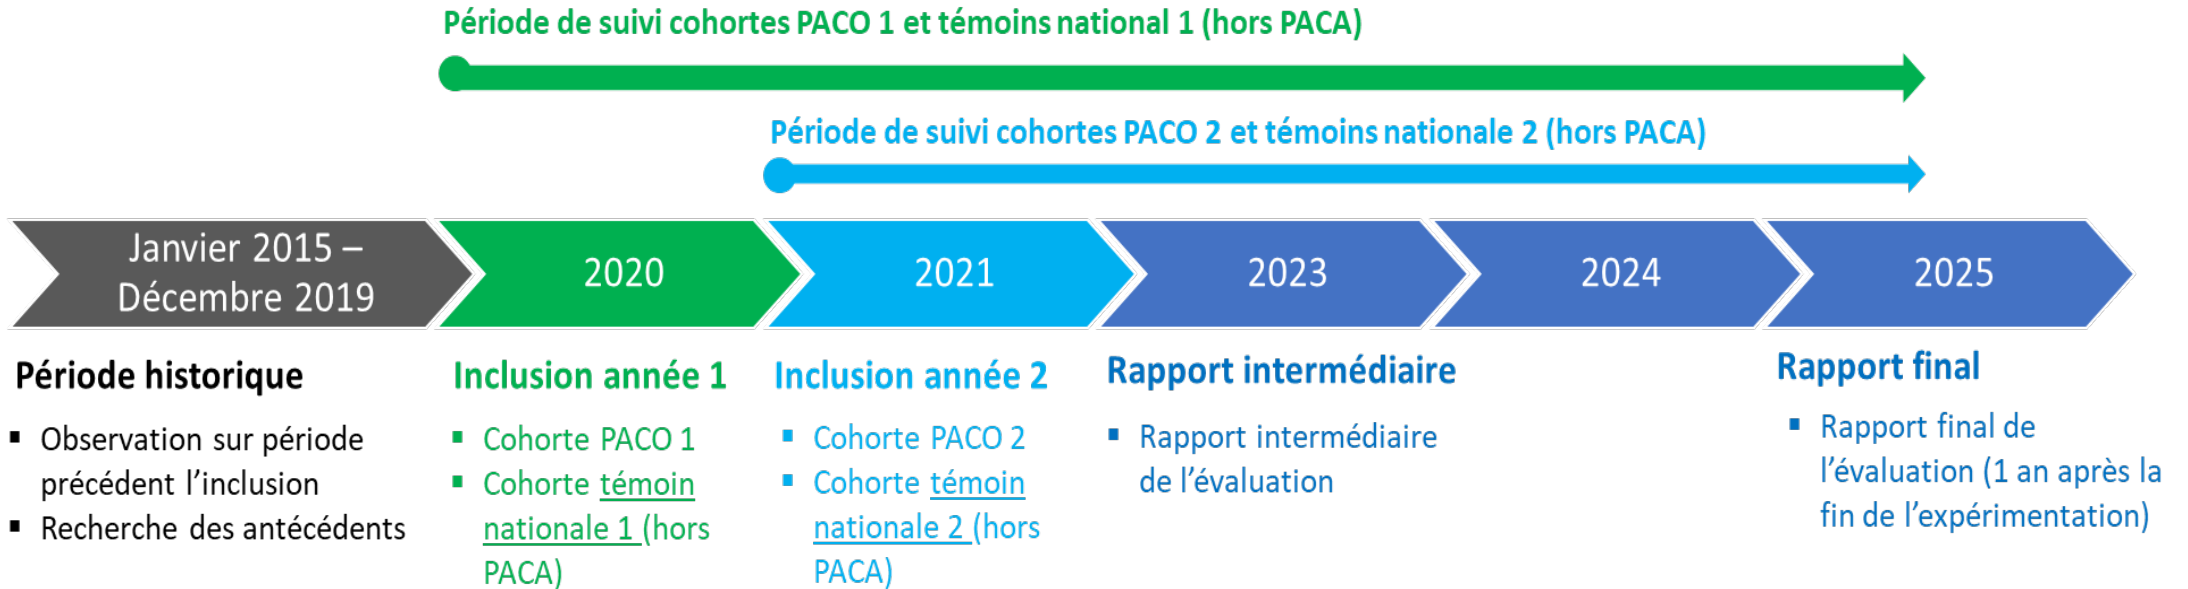 Période de suivi cohortes PACO 1 et témoins national 1 (hors PACA)
Période de suivi cohortes PACO 2 et témoins nationale 2 (hors PACA)
Janvier 2015 –
Décembre 2019
2020
2021
2023
2024
2025
Période historique
▪ Observation sur période
précédent l’inclusion
▪ Recherche des antécédents
Inclusion année 1
▪ Cohorte PACO 1
▪ Cohorte témoin
nationale 1 (hors
PACA)
Inclusion année 2
▪ Cohorte PACO 2
▪ Cohorte témoin
nationale 2 (hors
PACA)
Rapport intermédiaire
▪ Rapport intermédiaire
de l’évaluation
Rapport final
▪ Rapport final de
l’évaluation (1 an après la
fin de l’expérimentation)